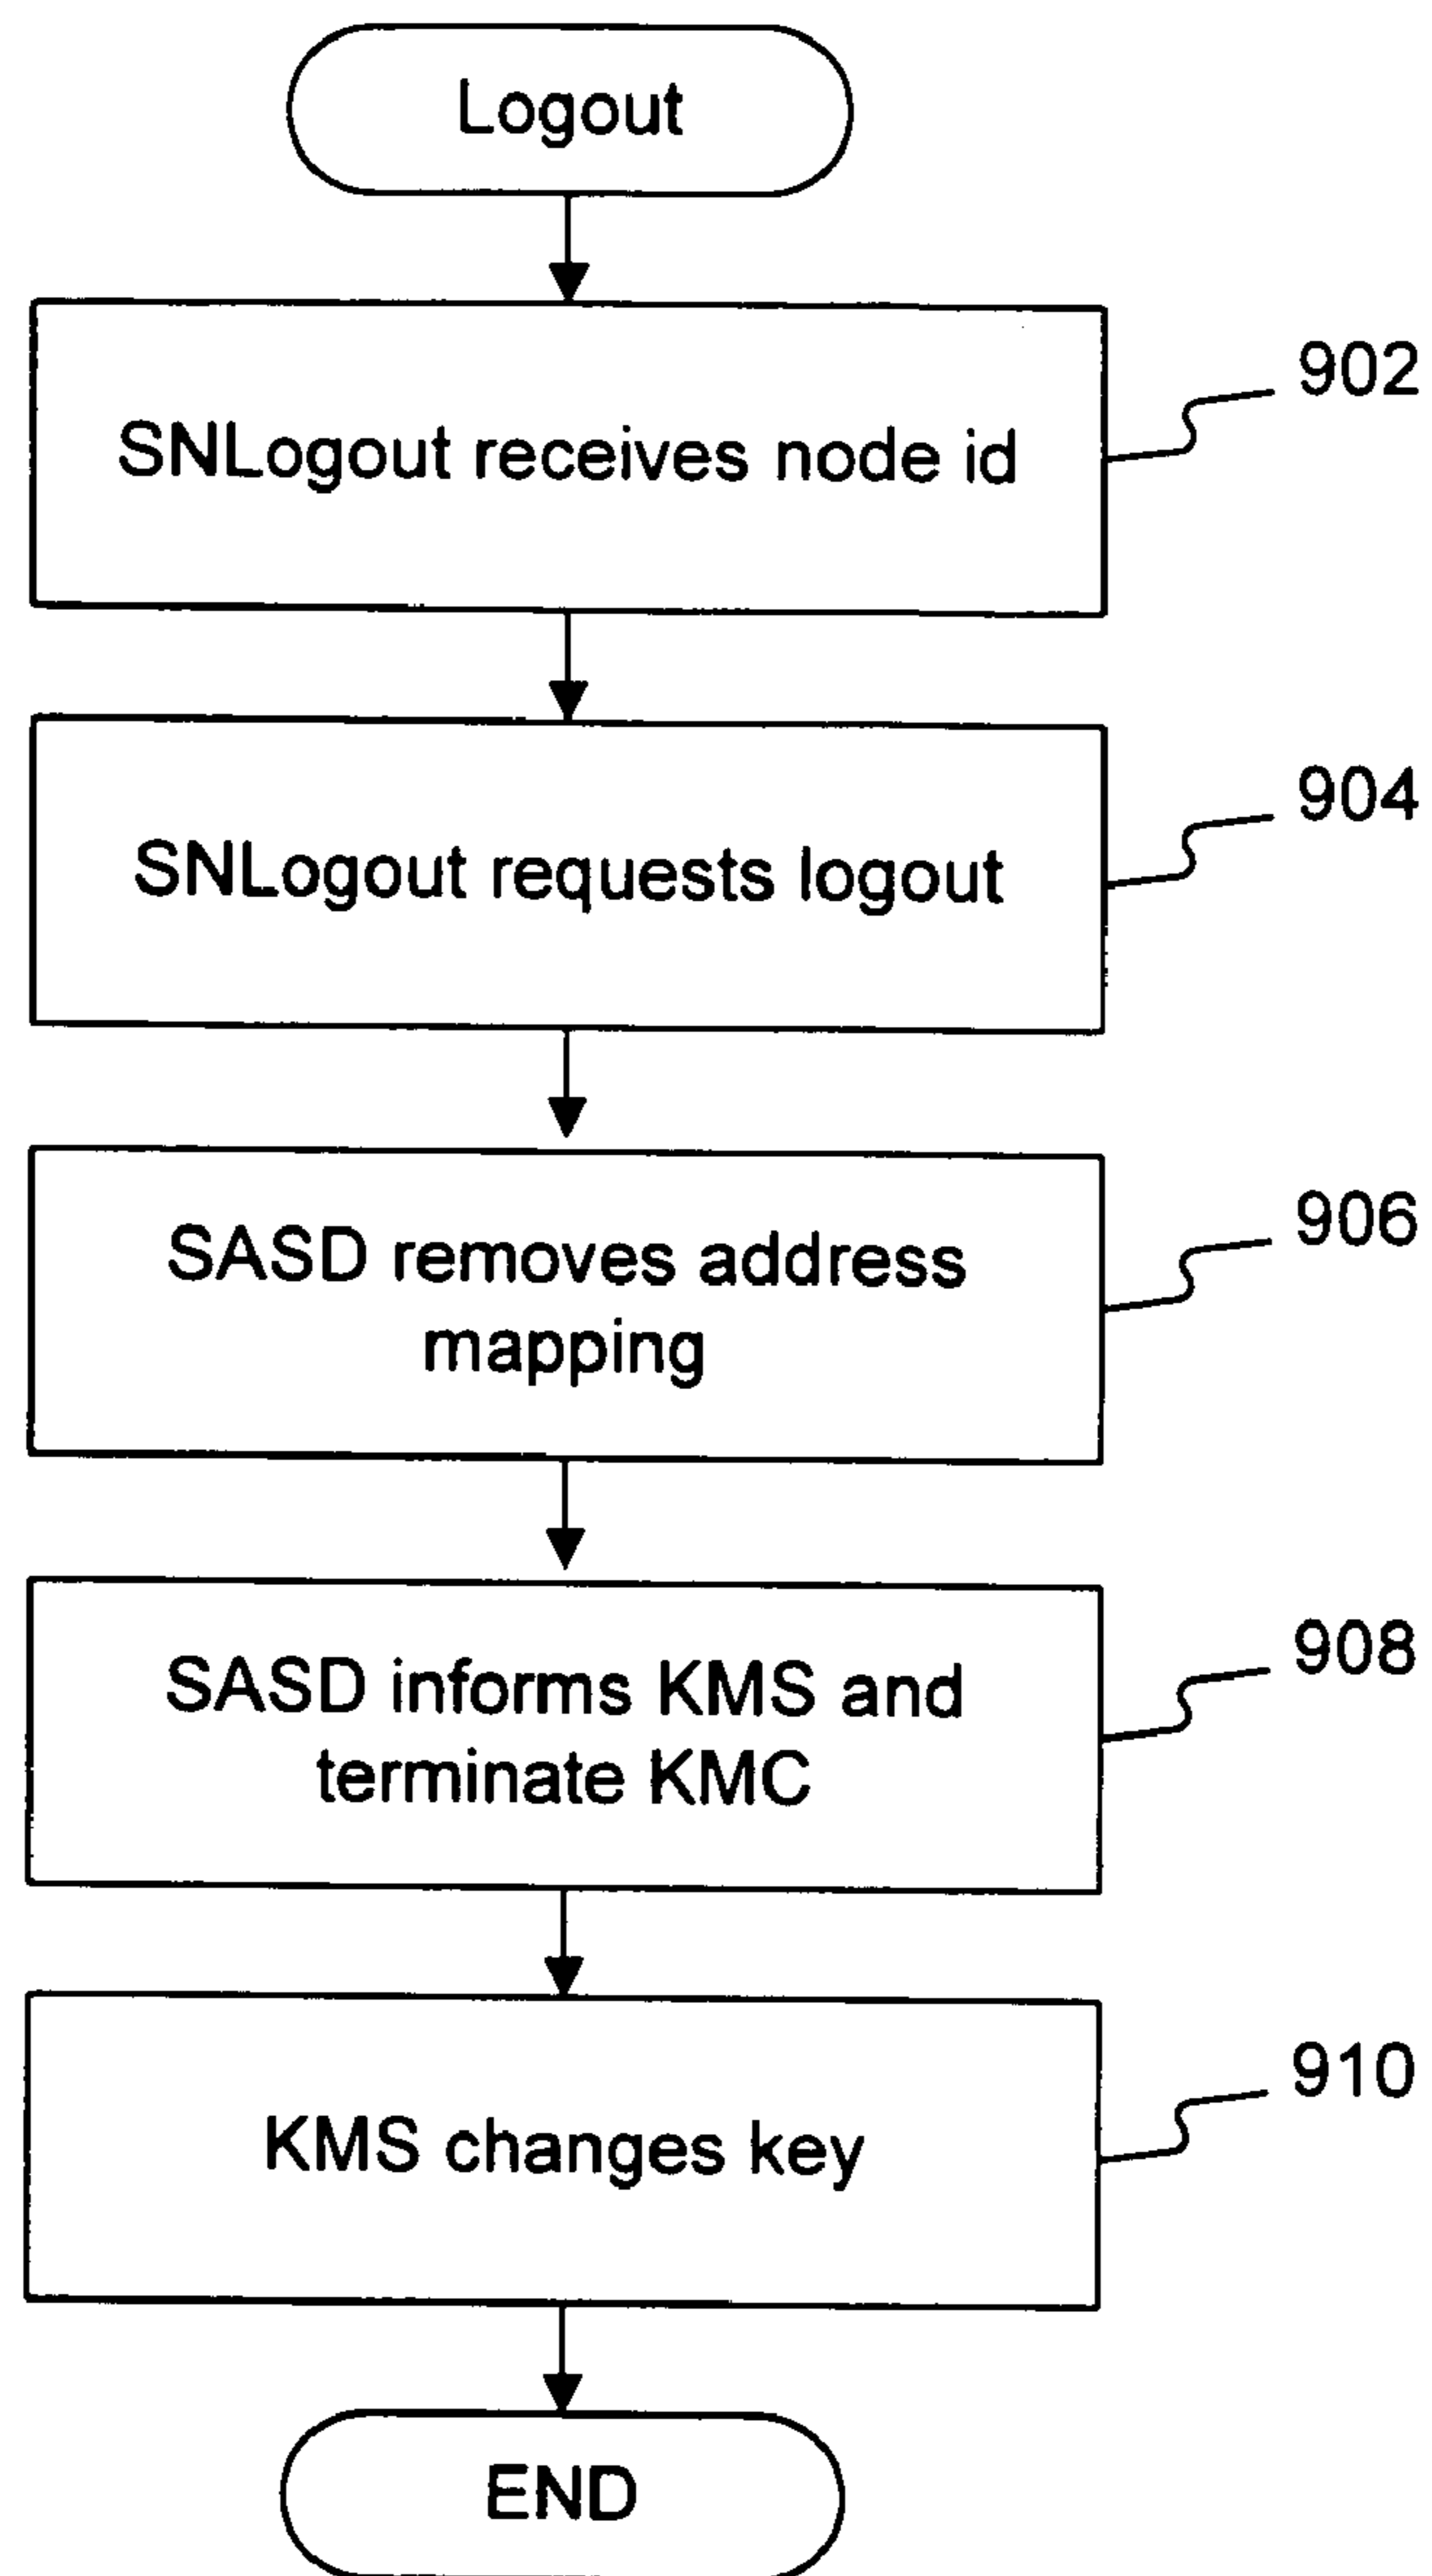 Logout
SNLogout receives node id
902
SNLogout requests logout
904
SASD removes address
mapping
906
SASD informs KMS and
terminate KMC
908
KMS changes key
910
END